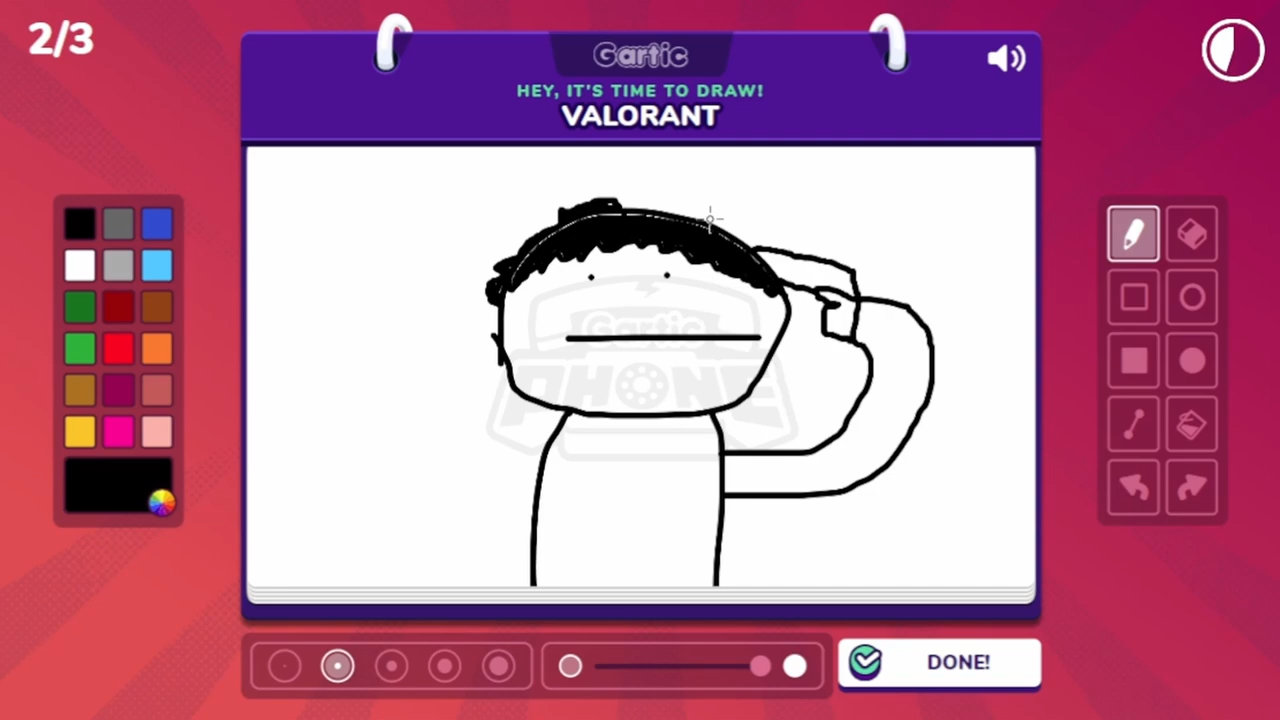 2/3
Gartic
HEY, IT'S TIME TO DRAW!
VALORANT
Gartic
PHONE
DONE!